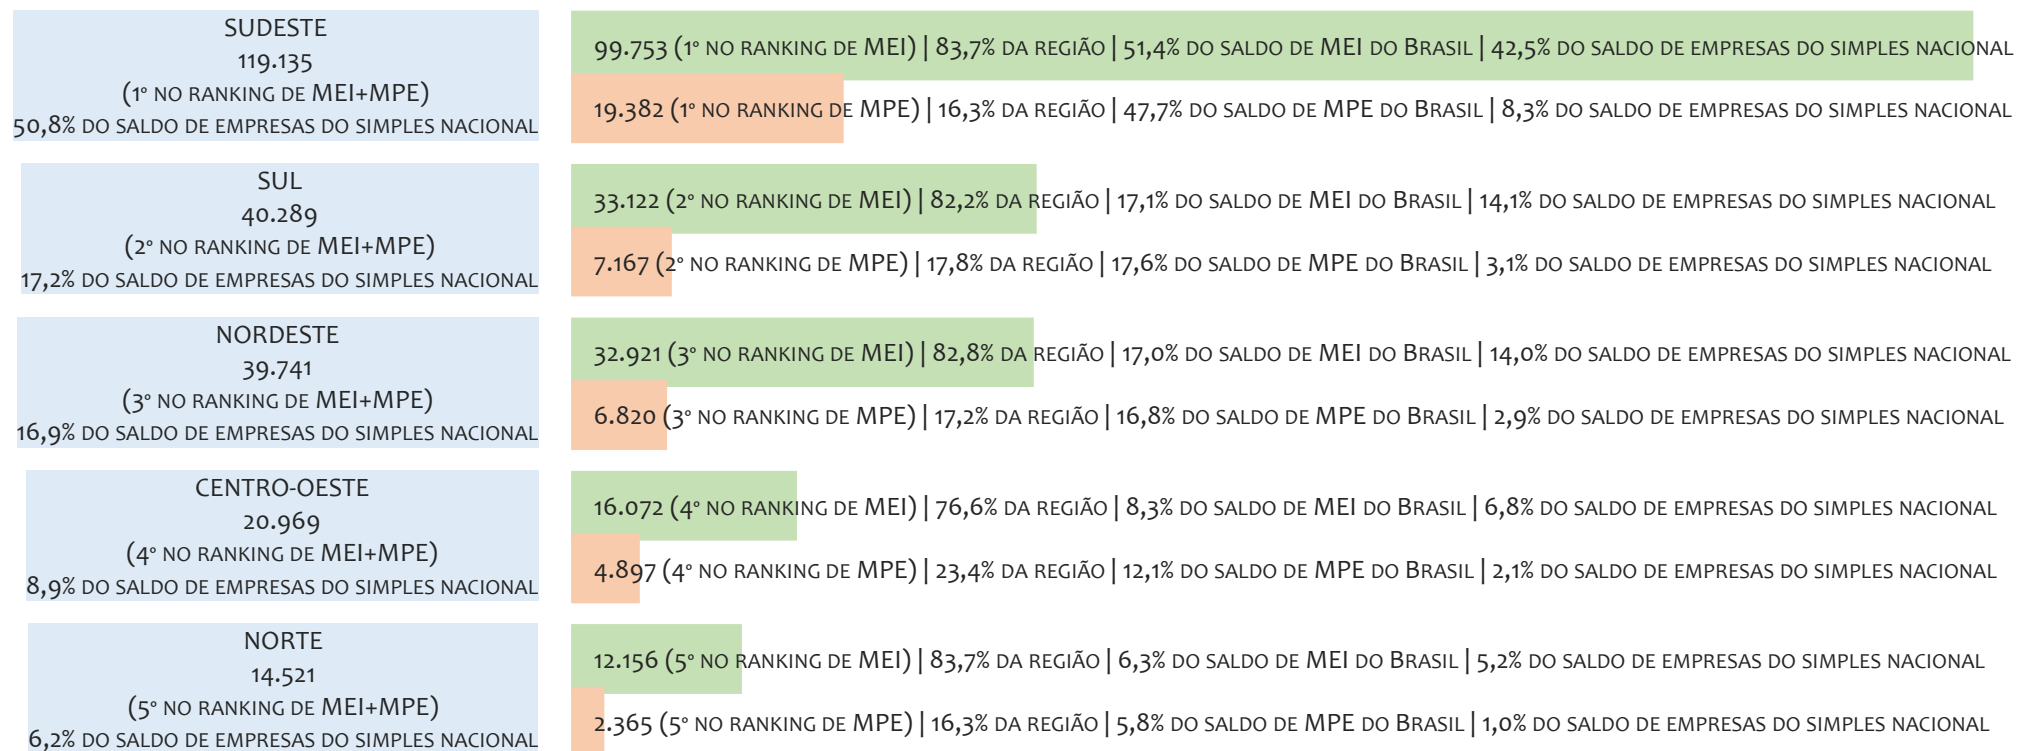 SUDESTE
119.135
(1º NO RANKING DE MEI+MPE)
50,8% DO SALDO DE EMPRESAS DO SIMPLES NACIONAL
99.753 (1º NO RANKING DE MEI) | 83,7% DA REGIÃO | 51,4% DO SALDO DE MEI DO BRASIL | 42,5% DO SALDO DE EMPRESAS DO SIMPLES NACIONAL
19.382 (1º NO RANKING DE MPE) | 16,3% DA REGIÃO | 47,7% DO SALDO DE MPE DO BRASIL | 8,3% DO SALDO DE EMPRESAS DO SIMPLES NACIONAL
SUL
40.289
(2º NO RANKING DE MEI+MPE)
17,2% DO SALDO DE EMPRESAS DO SIMPLES NACIONAL
33.122 (2º NO RANKING DE MEI) | 82,2% DA REGIÃO | 17,1% DO SALDO DE MEI DO BRASIL | 14,1% DO SALDO DE EMPRESAS DO SIMPLES NACIONAL
7.167 (2º NO RANKING DE MPE) | 17,8% DA REGIÃO | 17,6% DO SALDO DE MPE DO BRASIL | 3,1% DO SALDO DE EMPRESAS DO SIMPLES NACIONAL
NORDESTE
39.741
(3º NO RANKING DE MEI+MPE)
16,9% DO SALDO DE EMPRESAS DO SIMPLES NACIONAL
32.921 (3º NO RANKING DE MEI) | 82,8% DA REGIÃO | 17,0% DO SALDO DE MEI DO BRASIL | 14,0% DO SALDO DE EMPRESAS DO SIMPLES NACIONAL
6.820 (3º NO RANKING DE MPE) | 17,2% DA REGIÃO | 16,8% DO SALDO DE MPE DO BRASIL | 2,9% DO SALDO DE EMPRESAS DO SIMPLES NACIONAL
CENTRO-OESTE
20.969
(4º NO RANKING DE MEI+MPE)
8,9% DO SALDO DE EMPRESAS DO SIMPLES NACIONAL
16.072 (4º NO RANKING DE MEI) | 76,6% DA REGIÃO | 8,3% DO SALDO DE MEI DO BRASIL | 6,8% DO SALDO DE EMPRESAS DO SIMPLES NACIONAL
4.897 (4º NO RANKING DE MPE) | 23,4% DA REGIÃO | 12,1% DO SALDO DE MPE DO BRASIL | 2,1% DO SALDO DE EMPRESAS DO SIMPLES NACIONAL
NORTE
14.521
(5º NO RANKING DE MEI+MPE)
6,2% DO SALDO DE EMPRESAS DO SIMPLES NACIONAL
12.156 (5º NO RANKING DE MEI) | 83,7% DA REGIÃO | 6,3% DO SALDO DE MEI DO BRASIL | 5,2% DO SALDO DE EMPRESAS DO SIMPLES NACIONAL
2.365 (5º NO RANKING DE MPE) | 16,3% DA REGIÃO | 5,8% DO SALDO DE MPE DO BRASIL | 1,0% DO SALDO DE EMPRESAS DO SIMPLES NACIONAL